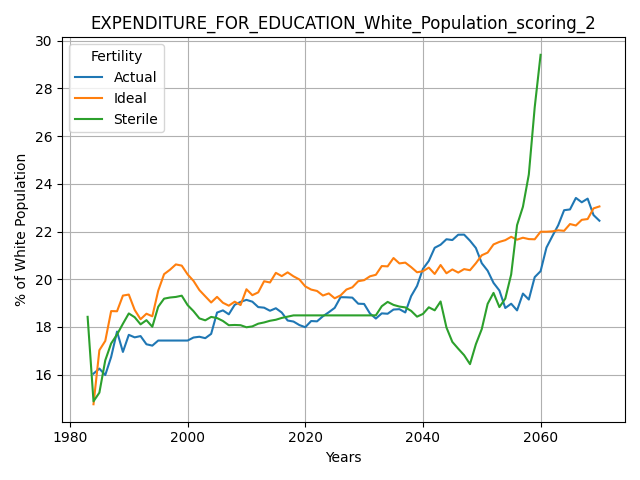 EXPENDITURE_FOR_EDUCATION_White_Population_scoring_2
30
28
26
24
22
20
18
16
% of White Population
Fertility
Actual
Ideal
Sterile
1980
2000
2020
2040
2060
Years